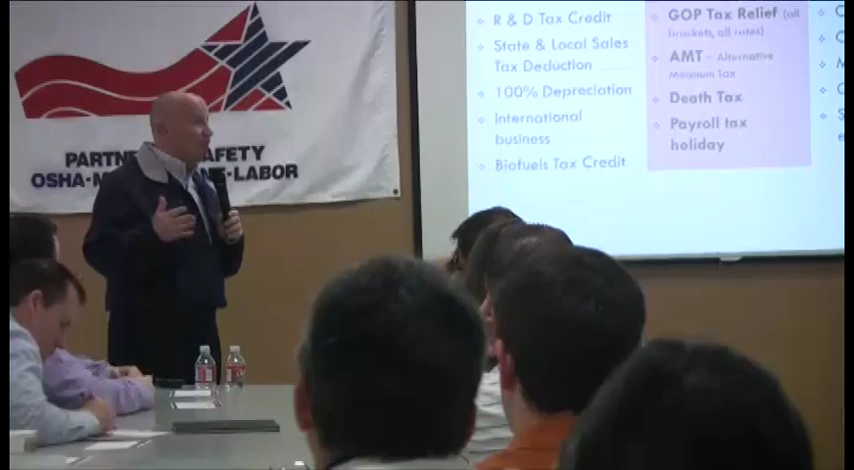 PARTN SAFETY
OSHA-M LABOR
R & D Tax Credit
State & Local Sales
Tax Deduction
100% Depreciation
International
business
Biofuels Tax Credit
GOP Tax Relief (all
brackets, all rates)
AMT – Alternative
Minimum Tax
Death Tax
Payroll tax
holiday